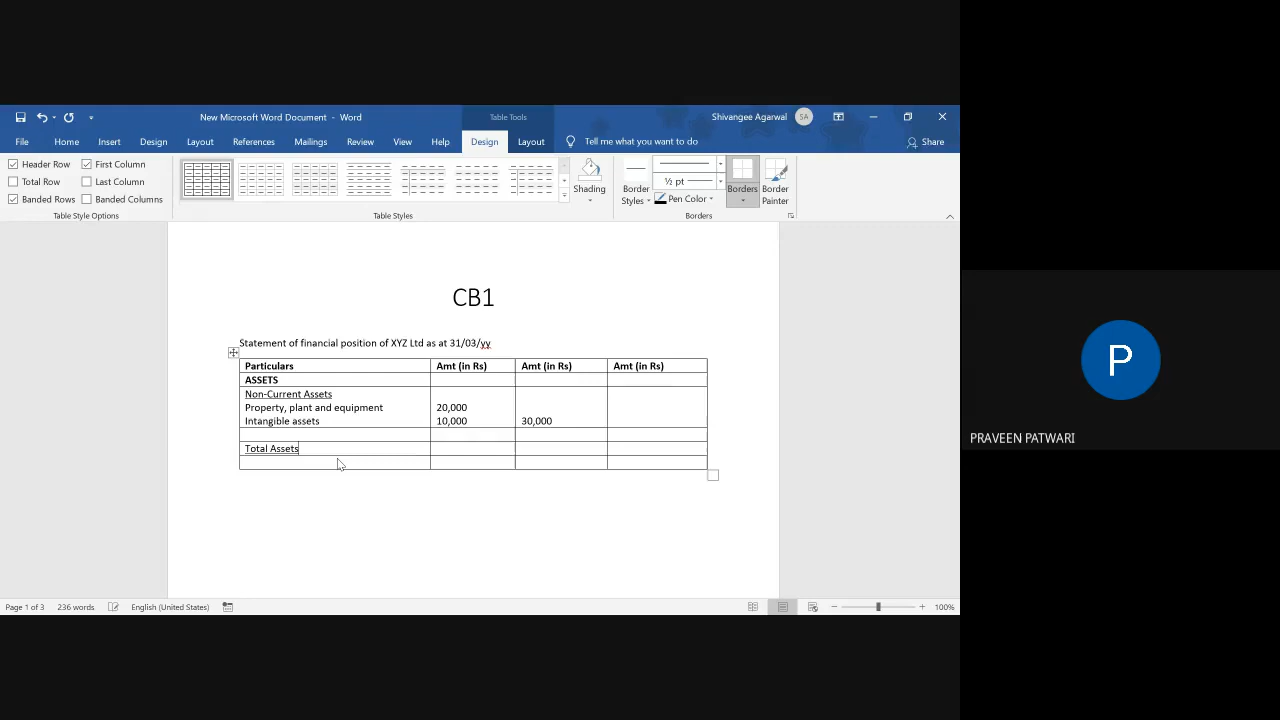 New Microsoft Word Document - Word
Table Tools
Shivangee Agarwal
SA
File Home Insert Design Layout References Mailings Review View Help Design Layout Tell me what you want to do Share
Header Row First Column
Total Row Last Column
Banded Rows Banded Columns
Table Style Options
Table Styles
Shading
Border Styles
½ pt
Pen Color
Borders
Border Painter
Borders
CB1
Statement of financial position of XYZ Ltd as at 31/03/yy
Particulars Amt (in Rs) Amt (in Rs) Amt (in Rs)
ASSETS
Non-Current Assets
Property, plant and equipment 20,000
Intangible assets 10,000 30,000
Total Assets
Page 1 of 3 236 words English (United States) 100%
P
PRAVEEN PATWARI